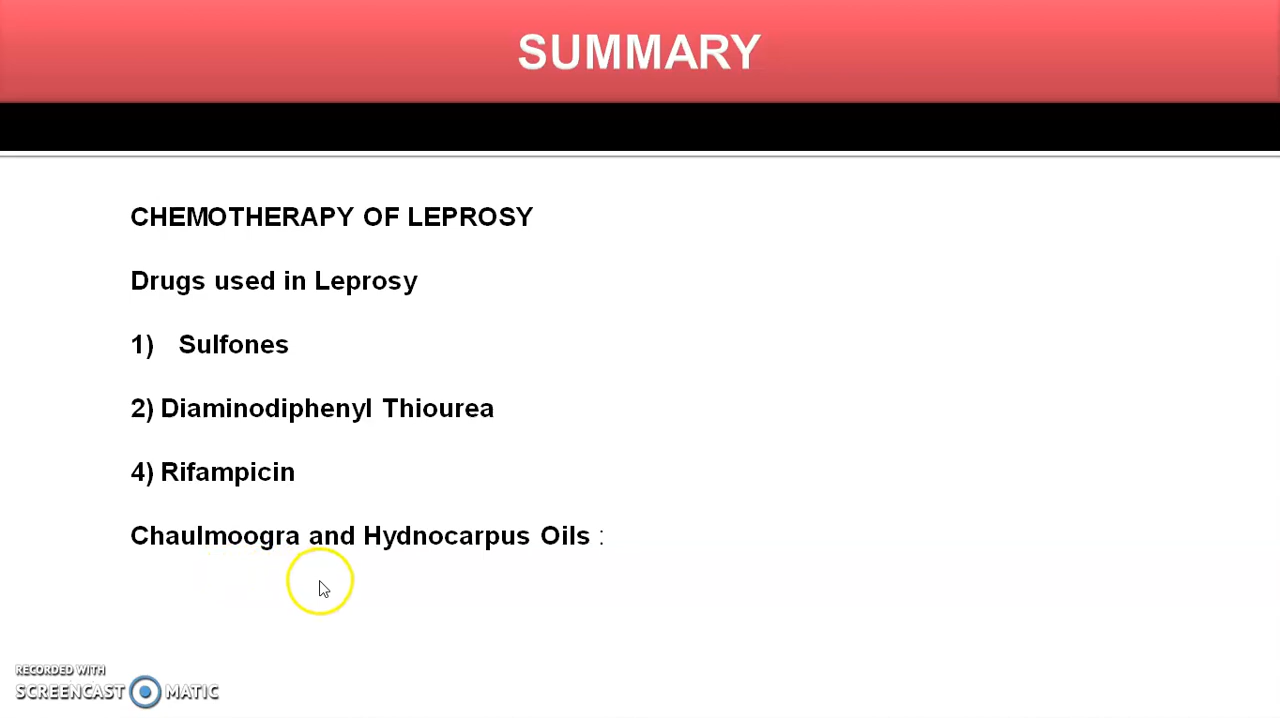 SUMMARY
CHEMOTHERAPY OF LEPROSY
Drugs used in Leprosy
1) Sulfones
2) Diaminodiphenyl Thiourea
4) Rifampicin
Chaulmoogra and Hydnocarpus Oils :
RECORDED WITH
SCREENCAST MATIC